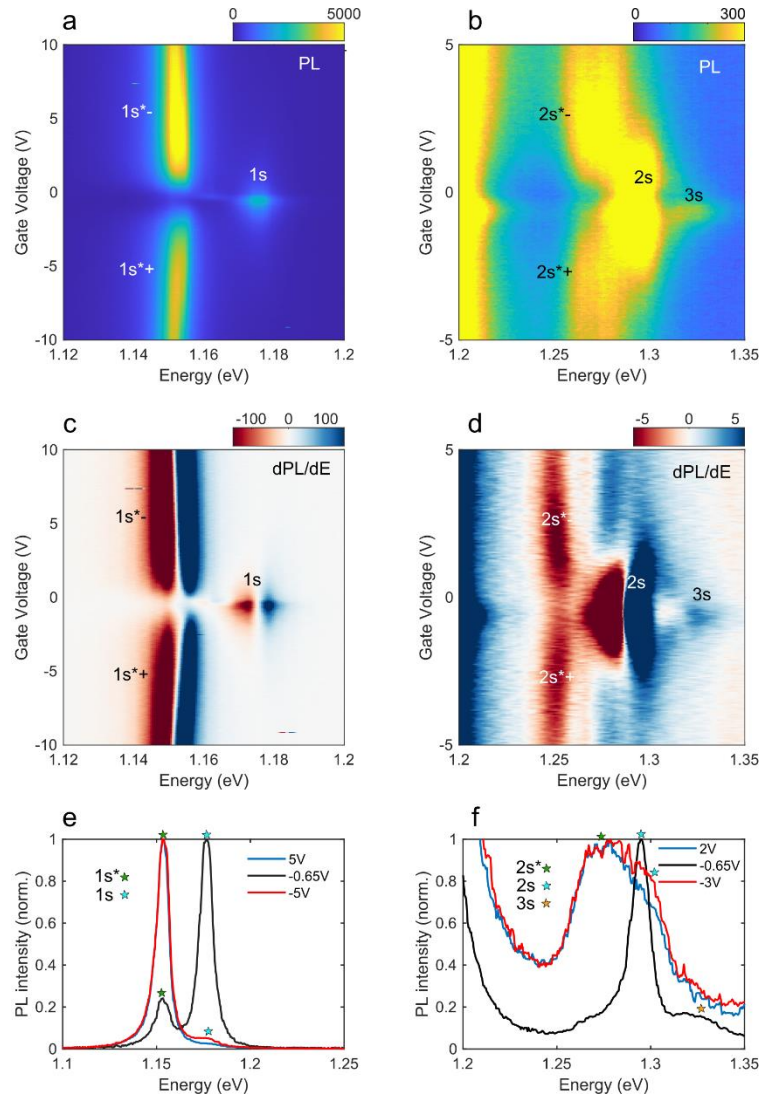 a
0 5000
PL
1s*-
1s
1s*+
10
5
0
-5
-10
Gate Voltage (V)
1.12 1.14 1.16 1.18 1.2
Energy (eV)
b
0 300
PL
2s*-
2s
3s
2s*+
5
0
-5
Gate Voltage (V)
1.2 1.25 1.3 1.35
Energy (eV)
c
-100 0 100
dPL/dE
1s*-
1s
1s*+
10
5
0
-5
-10
Gate Voltage (V)
1.12 1.14 1.16 1.18 1.2
Energy (eV)
d
-5 0 5
dPL/dE
2s*-
2s
3s
2s*+
5
0
-5
Gate Voltage (V)
1.2 1.25 1.3 1.35
Energy (eV)
e
1s*
1s
5V
-0.65V
-5V
1
0.8
0.6
0.4
0.2
0
PL intensity (norm.)
1.1 1.15 1.2 1.25
Energy (eV)
f
2s*
2s
3s
2V
-0.65V
-3V
1
0.8
0.6
0.4
0.2
0
PL intensity (norm.)
1.2 1.25 1.3 1.35
Energy (eV)